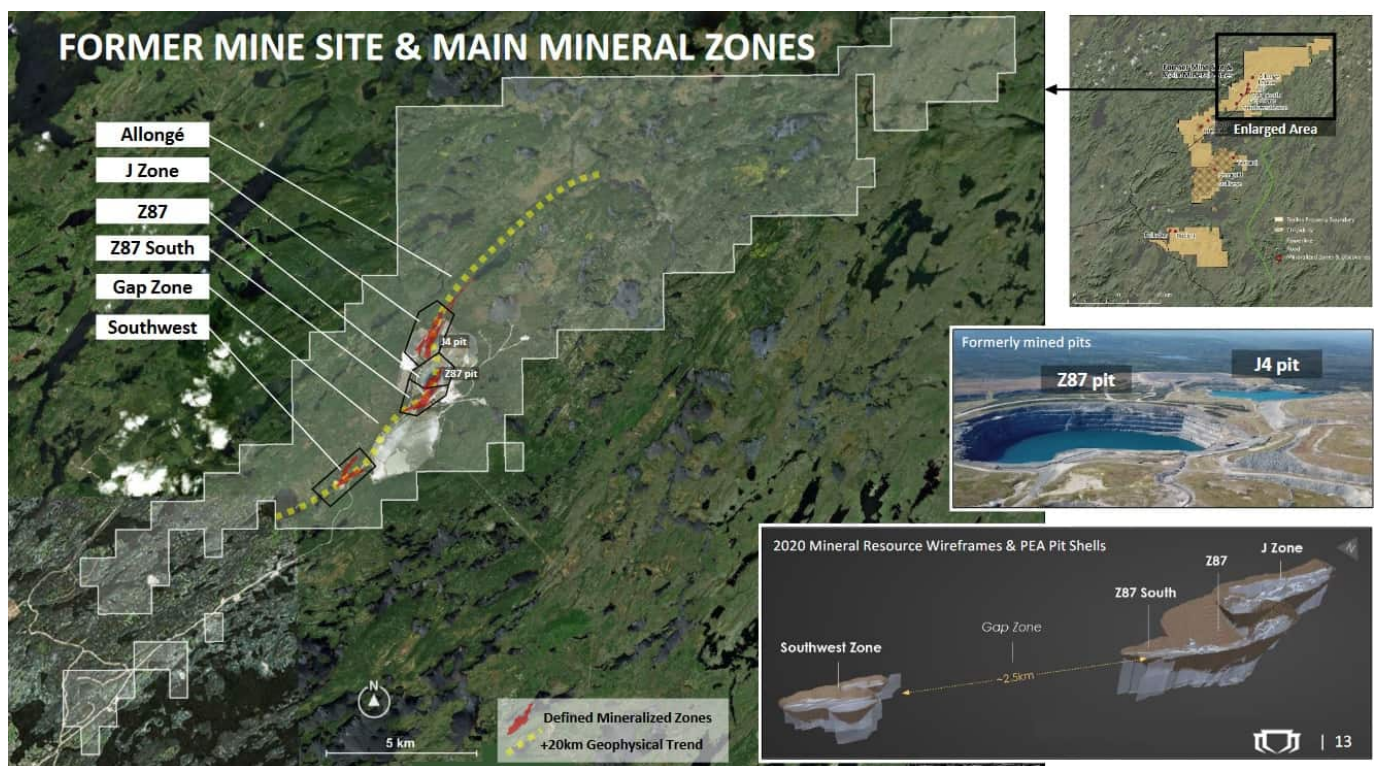 FORMER MINE SITE & MAIN MINERAL ZONES
Allongé
J Zone
Z87
Z87 South
Gap Zone
Southwest
J4 pit
Z87 pit
N
5 km
Defined Mineralized Zones
+20km Geophysical Trend
Enlarged Area
Formerly mined pits
Z87 pit
J4 pit
2020 Mineral Resource Wireframes & PEA Pit Shells
N
J Zone
Z87
Z87 South
Gap Zone
Southwest Zone
~2.5km
| 13